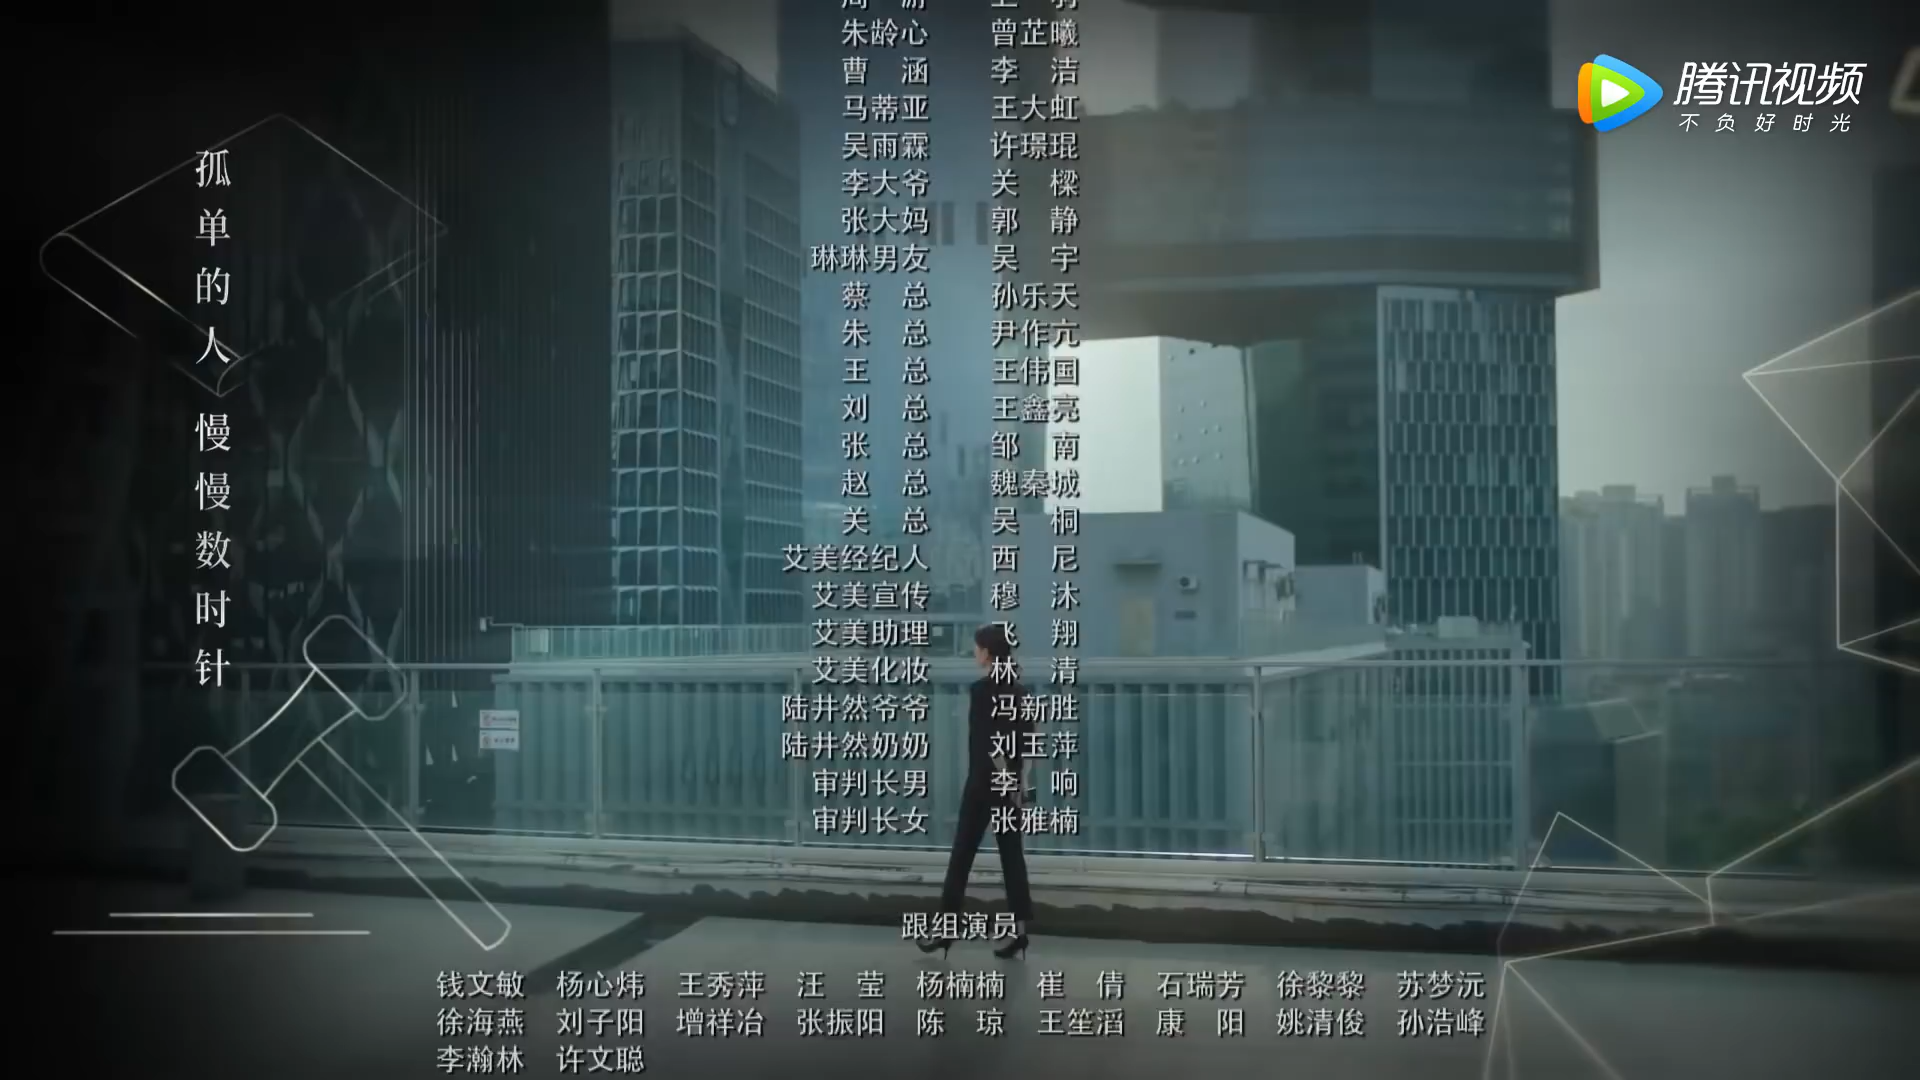 朱龄心 曾芷曦
曹 涵 李 洁
马蒂亚 王大虹
吴雨霖 许璟琨
李大爷 关 樑
张大妈 郭 静
琳琳男友 吴 宇
蔡 总 孙乐天
朱 总 尹作亢
王 总 王伟国
刘 总 王鑫亮
张 总 邹 南
赵 总 魏秦城
关 总 吴 桐
艾美经纪人 西 尼
艾美宣传 穆 沐
艾美助理 飞 翔
艾美化妆 林 清
陆井然爷爷 冯新胜
陆井然奶奶 刘玉萍
审判长男 李 响
审判长女 张雅楠
跟组演员
钱文敏 杨心炜 王秀萍 汪 莹 杨楠楠 崔 倩 石瑞芳 徐黎黎 苏梦沅
徐海燕 刘子阳 增祥冶 张振阳 陈 琼 王笙滔 康 阳 姚清俊 孙浩峰
李瀚林 许文聪
孤单的人 慢慢数时针
腾讯视频
不负好时光